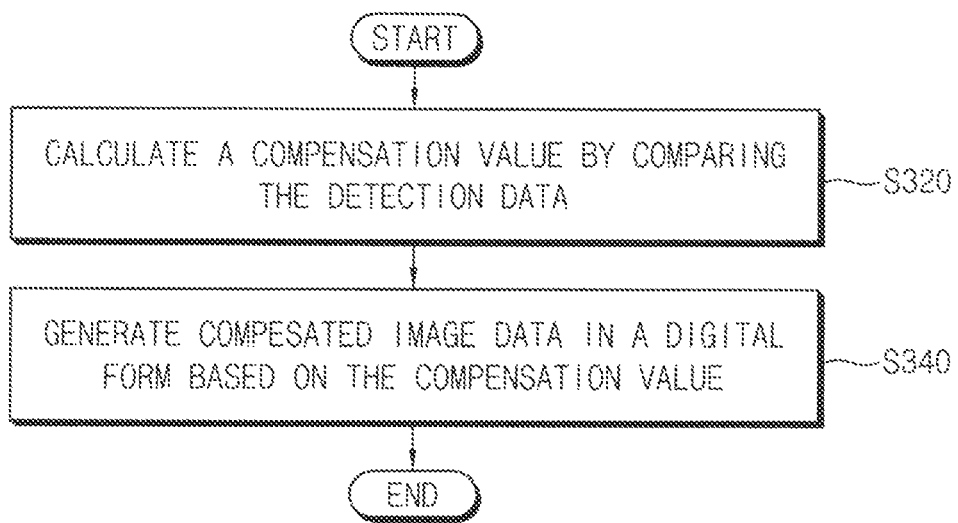 START
CALCULATE A COMPENSATION VALUE BY COMPARING
THE DETECTION DATA
S320
GENERATE COMPESATED IMAGE DATA IN A DIGITAL
FORM BASED ON THE COMPENSATION VALUE
S340
END